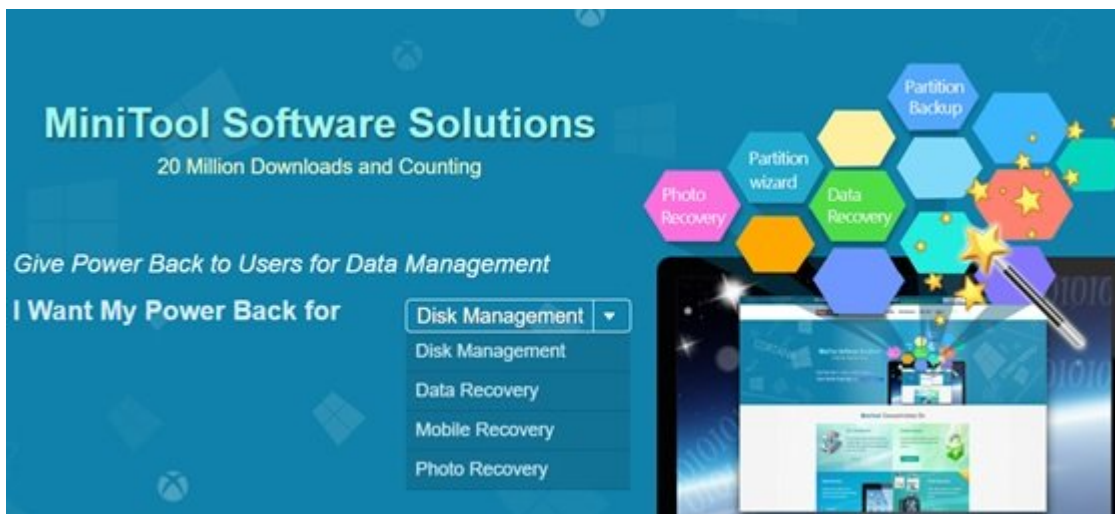 MiniTool Software Solutions
20 Million Downloads and Counting
Give Power Back to Users for Data Management
I Want My Power Back for
Disk Management
Disk Management
Data Recovery
Mobile Recovery
Photo Recovery
Partition
Backup
Partition
wizard
Photo
Recovery
Data
Recovery